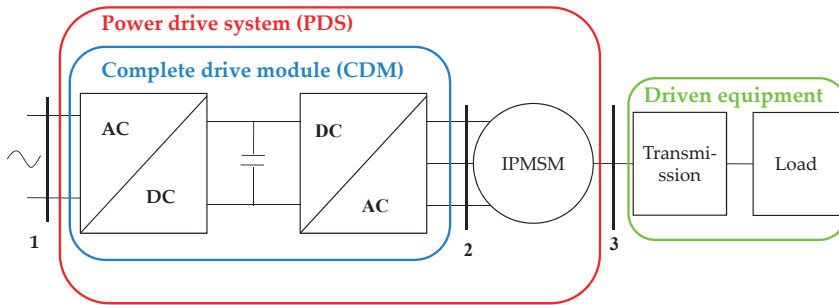 Power drive system (PDS)
Complete drive module (CDM)
Driven equipment
AC
DC
DC
AC
IPMSM
Transmi-
ssion
Load
1
2
3